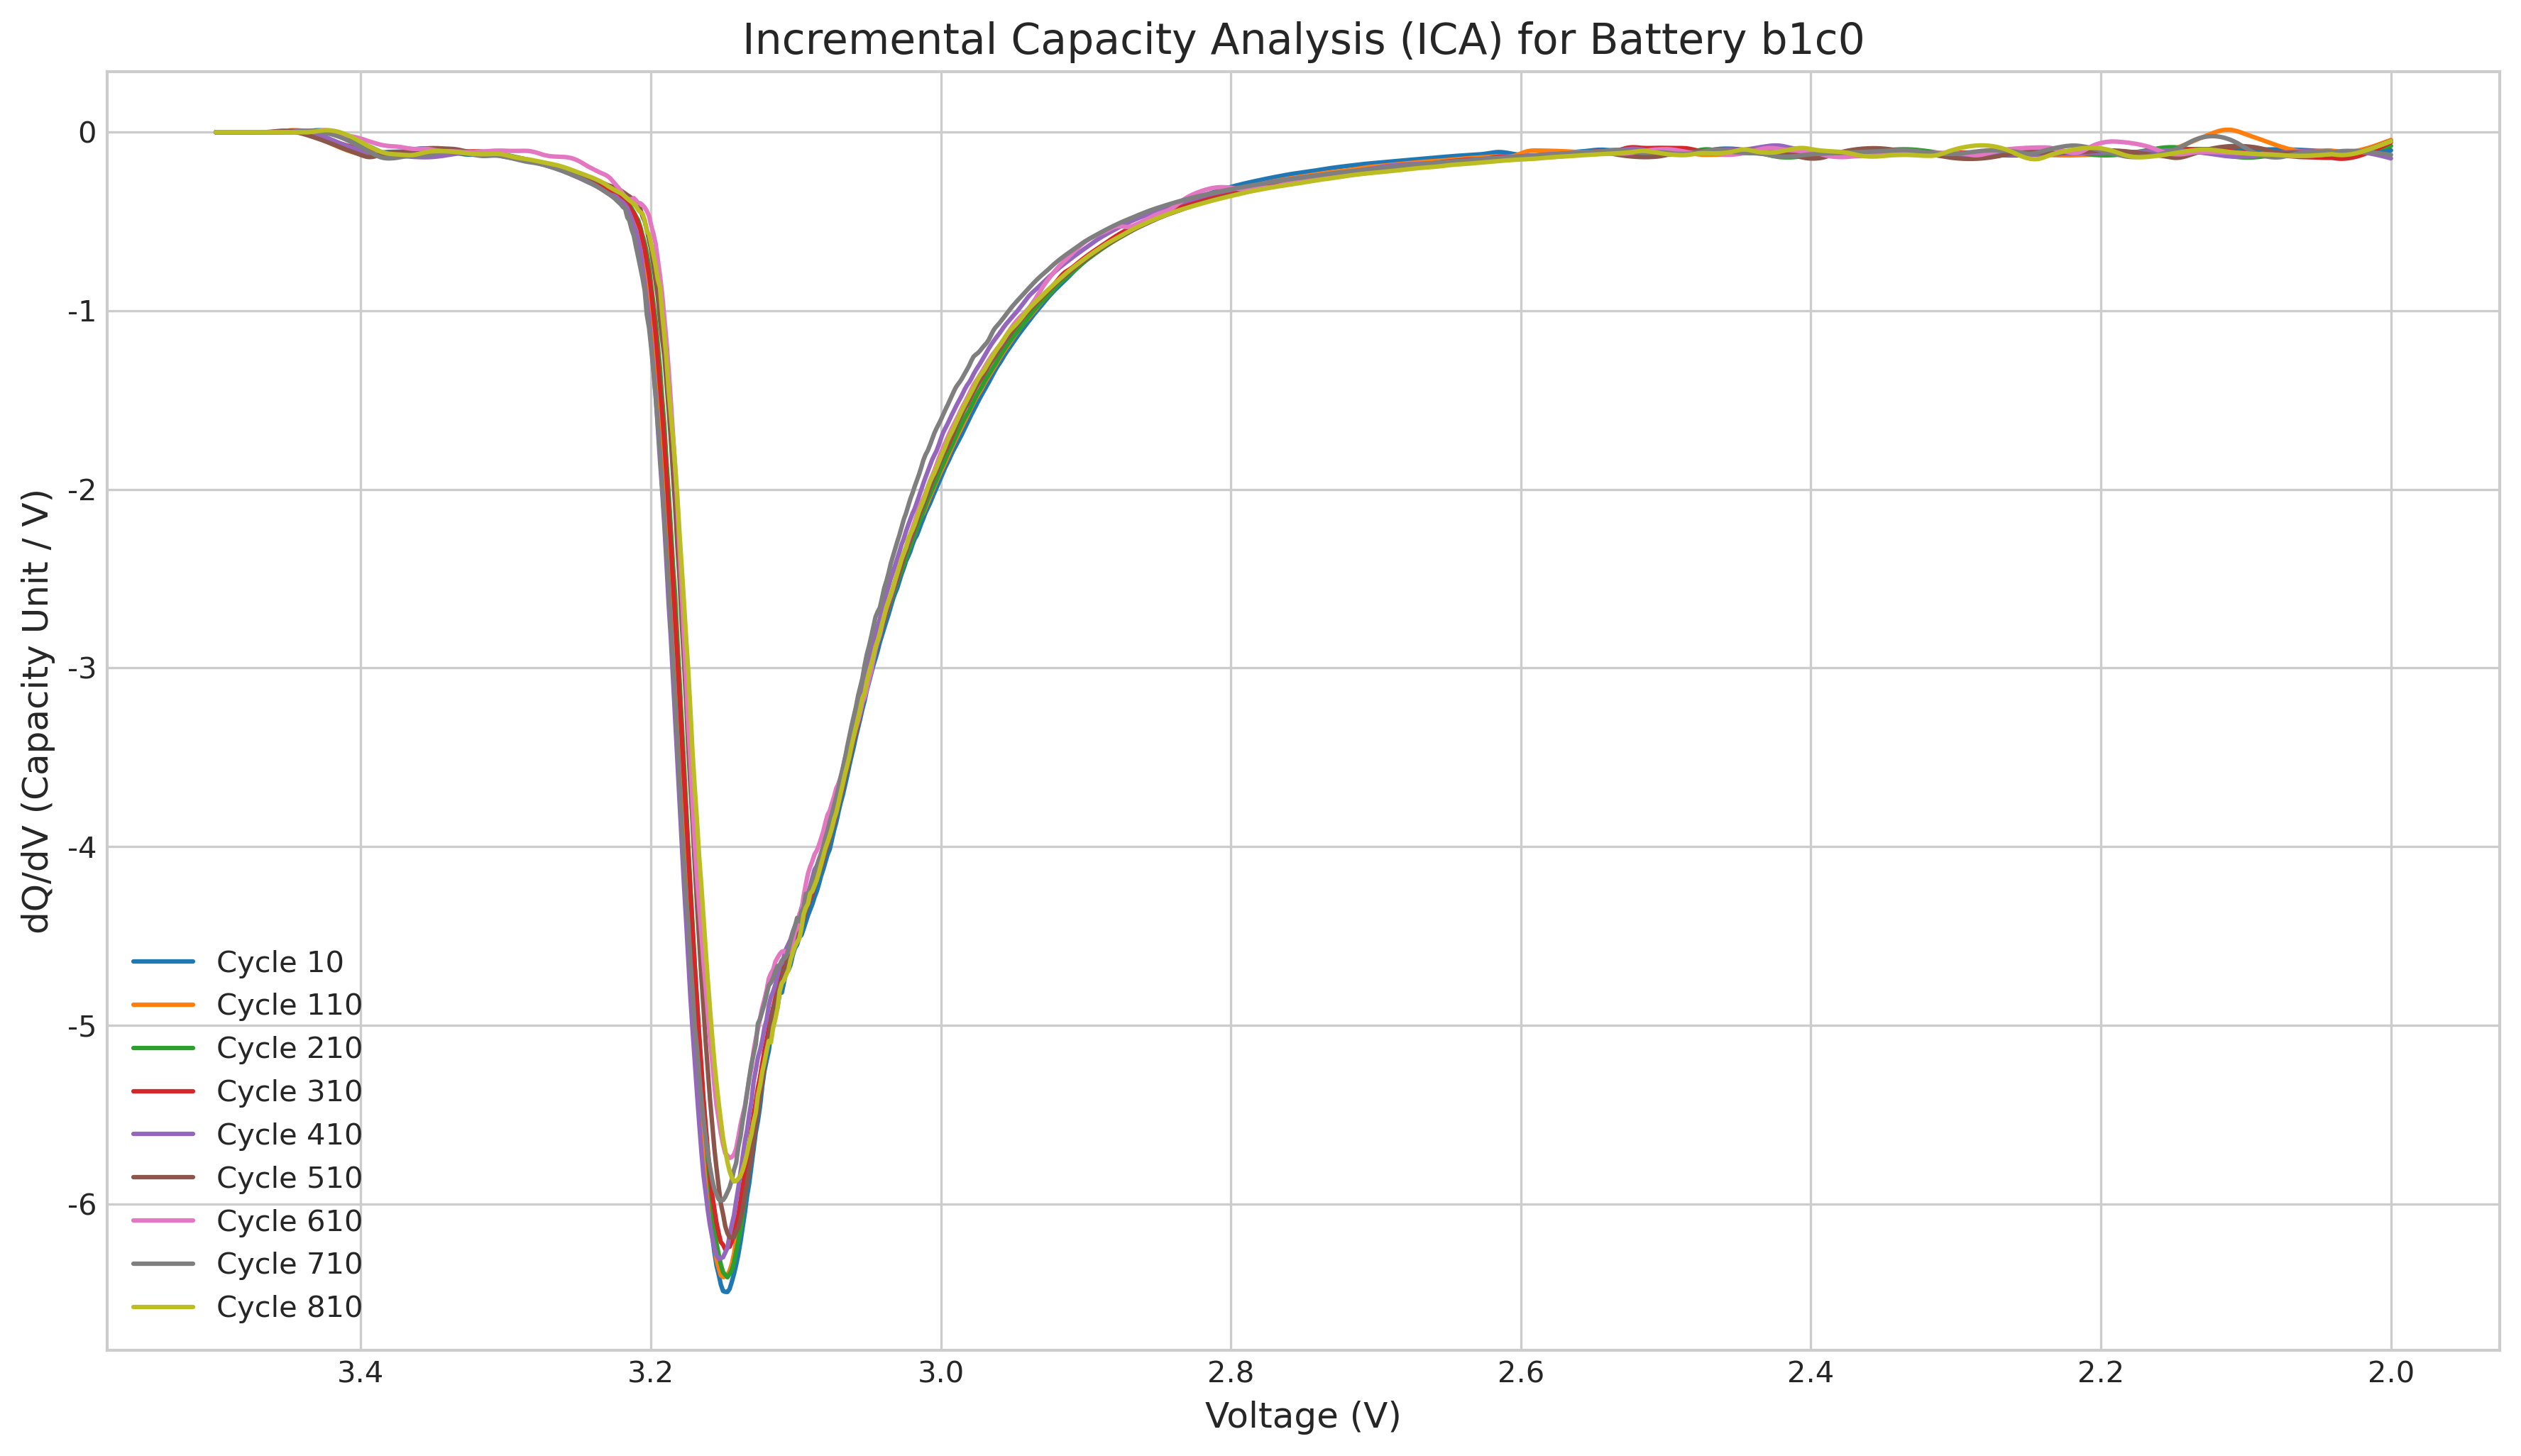 Incremental Capacity Analysis (ICA) for Battery b1c0
dQ/dV (Capacity Unit / V)
0
-1
-2
-3
-4
-5
-6
Cycle 10
Cycle 110
Cycle 210
Cycle 310
Cycle 410
Cycle 510
Cycle 610
Cycle 710
Cycle 810
3.4 3.2 3.0 2.8 2.6 2.4 2.2 2.0
Voltage (V)